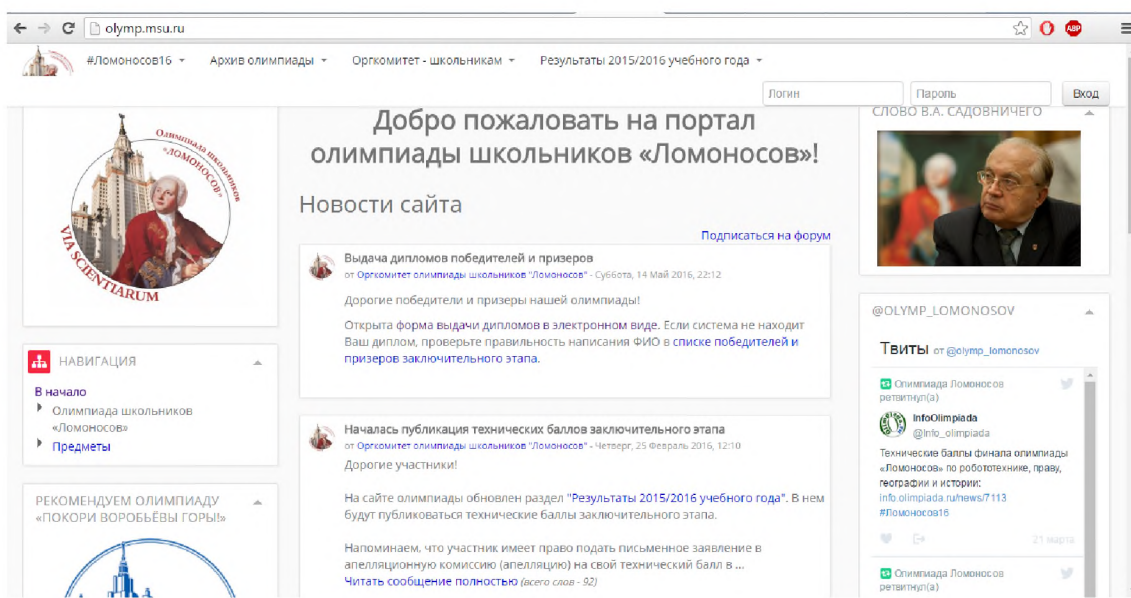 olymp.msu.ru
ABP
#Ломоносов16
Архив олимпиады
Оргкомитет - школьникам
Результаты 2015/2016 учебного года
Логин
Пароль
Вход
Олимпиада школьников
"ЛОМОНОСОВ"
VIA SCIENTIARUM
НАВИГАЦИЯ
В начало
Олимпиада школьников
«Ломоносов»
Предметы
РЕКОМЕНДУЕМ ОЛИМПИАДУ
«ПОКОРИ ВОРОБЬЁВЫ ГОРЫ!»
Добро пожаловать на портал
олимпиады школьников «Ломоносов»!
Новости сайта
Подписаться на форум
Выдача дипломов победителей и призеров
от Оргкомитет олимпиады школьников "Ломоносов" - Суббота, 14 Май 2016, 22:12
Дорогие победители и призеры нашей олимпиады!
Открыта форма выдачи дипломов в электронном виде. Если система не находит
Ваш диплом, проверьте правильность написания ФИО в списке победителей и
призеров заключительного этапа.
Началась публикация технических баллов заключительного этапа
от Оргкомитет олимпиады школьников "Ломоносов" - Четверг, 25 Февраль 2016, 12:10
Дорогие участники!
На сайте олимпиады обновлен раздел "Результаты 2015/2016 учебного года". В нем
будут публиковаться технические баллы заключительного этапа.
Напоминаем, что участник имеет право подать письменное заявление в
апелляционную комиссию (апелляцию) на свой технический балл в ...
Читать сообщение полностью (всего слов - 92)
СЛОВО В.А. САДОВНИЧЕГО
@OLYMP_LOMONOSOV
Твиты от @olymp_lomonosov
Олимпиада Ломоносов
ретвитнул(а)
InfoOlimpiada
@Info_olimpiada
Технические баллы финала олимпиады
«Ломоносов» по робототехнике, праву,
географии и истории:
info.olimpiada.ru/news/7113
#Ломоносов16
21 марта
Олимпиада Ломоносов
ретвитнул(а)